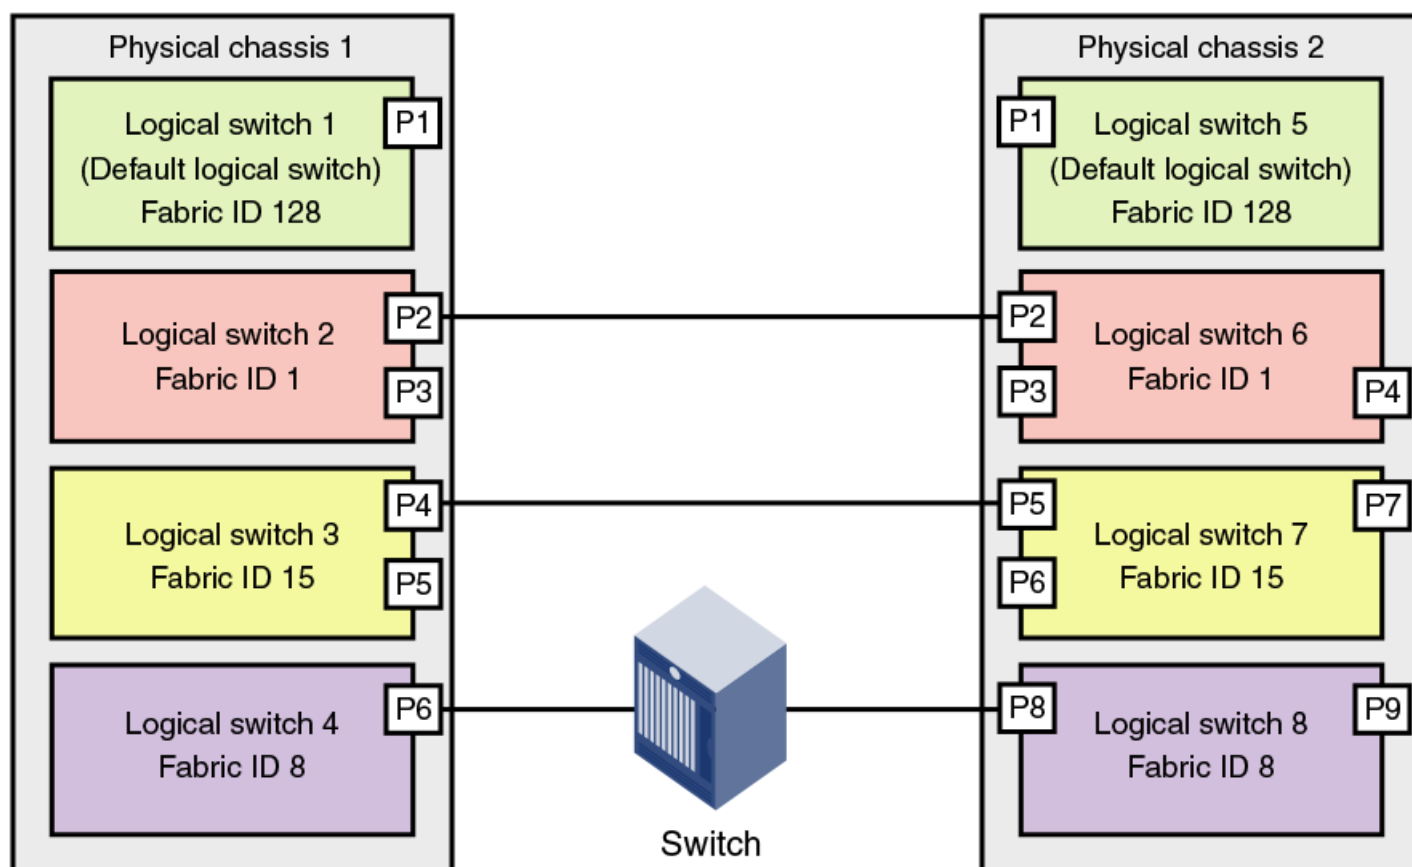 Physical chassis 1
Logical switch 1
(Default logical switch)
Fabric ID 128
P1
Logical switch 2
Fabric ID 1
P2
P3
Logical switch 3
Fabric ID 15
P4
P5
Logical switch 4
Fabric ID 8
P6
Switch
Physical chassis 2
P1
Logical switch 5
(Default logical switch)
Fabric ID 128
P2
P3
Logical switch 6
Fabric ID 1
P4
P5
P6
Logical switch 7
Fabric ID 15
P7
P8
Logical switch 8
Fabric ID 8
P9